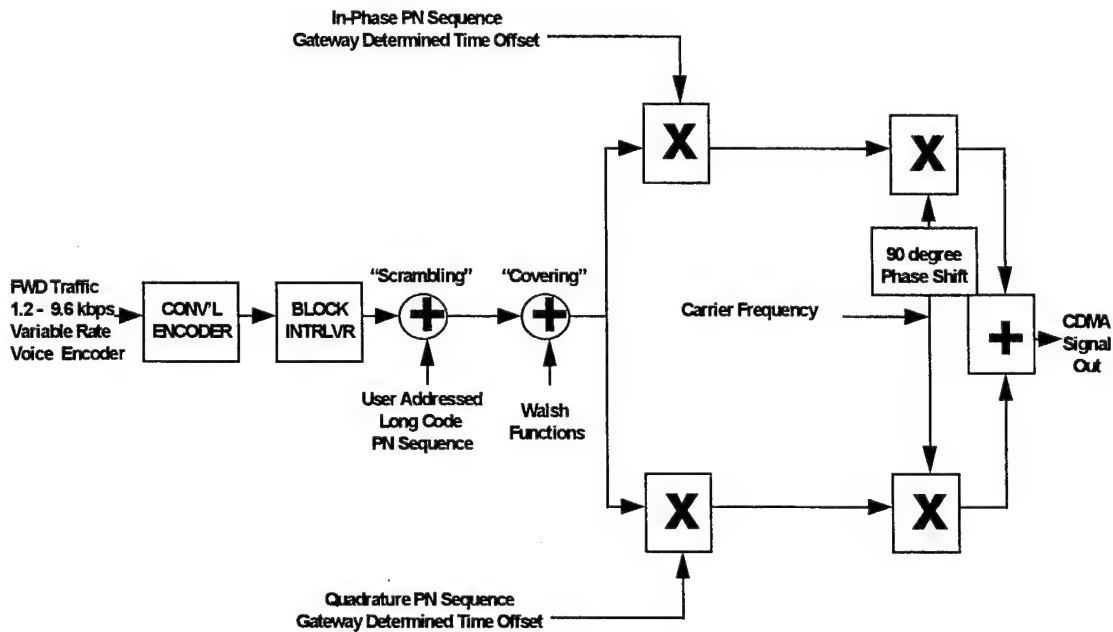 In-Phase PN Sequence
Gateway Determined Time Offset
X
X
90 degree
Phase Shift
"Scrambling"
"Covering"
FWD Traffic
1.2 - 9.6 kbps
Variable Rate
Voice Encoder
CONV'L
ENCODER
BLOCK
INTRLVR
+
+
Carrier Frequency
+
CDMA
Signal
Out
User Addressed
Long Code
PN Sequence
Walsh
Functions
X
X
Quadrature PN Sequence
Gateway Determined Time Offset